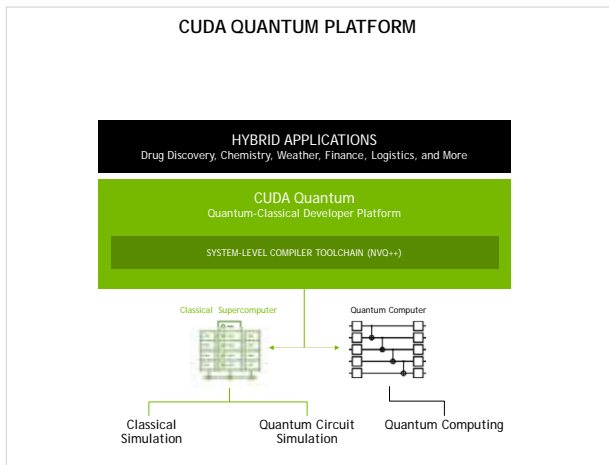 CUDA QUANTUM PLATFORM
HYBRID APPLICATIONS
Drug Discovery, Chemistry, Weather, Finance, Logistics, and More
CUDA Quantum
Quantum-Classical Developer Platform
SYSTEM-LEVEL COMPILER TOOLCHAIN (NVQ++)
Classical Supercomputer
Quantum Computer
Classical
Simulation
Quantum Circuit
Simulation
Quantum Computing